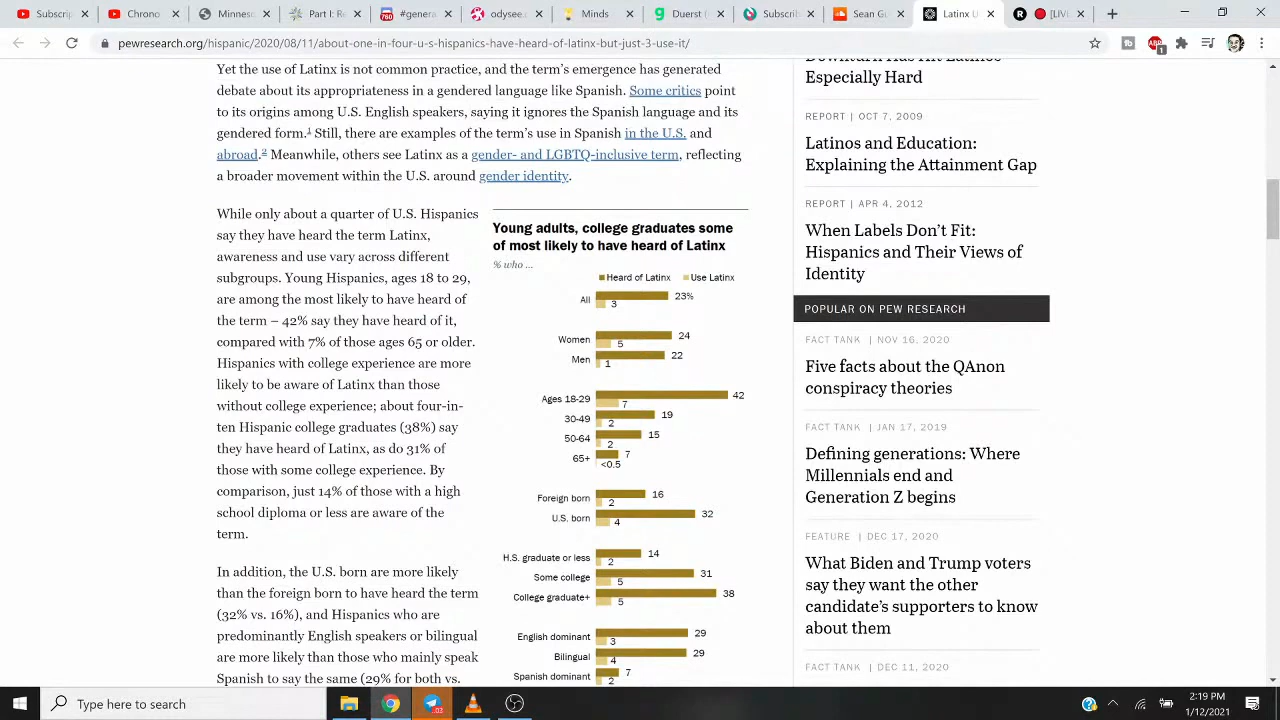 Subscrip
Casino
Monetiz
Ral
#genera
odysee-
Minds
Duerst (
Subscri
Sean Ge
Latinx U
[LIV
pewresearch.org/hispanic/2020/08/11/about-one-in-four-u-s-hispanics-have-heard-of-latinx-but-just-3-use-it/
Yet the use of Latinx is not common practice, and the term's emergence has generated
debate about its appropriateness in a gendered language like Spanish. Some critics point
to its origins among U.S. English speakers, saying it ignores the Spanish language and its
gendered form.1 Still, there are examples of the term's use in Spanish in the U.S. and
abroad.2 Meanwhile, others see Latinx as a gender- and LGBTQ-inclusive term, reflecting
a broader movement within the U.S. around gender identity.
While only about a quarter of U.S. Hispanics
say they have heard the term Latinx,
awareness and use vary across different
subgroups. Young Hispanics, ages 18 to 29,
are among the most likely to have heard of
the term – 42% say they have heard of it,
compared with 7% of those ages 65 or older.
Hispanics with college experience are more
likely to be aware of Latinx than those
without college experience; about four-in-
ten Hispanic college graduates (38%) say
they have heard of Latinx, as do 31% of
those with some college experience. By
comparison, just 14% of those with a high
school diploma or less are aware of the
term.
In addition, the U.S. born are more likely
than the foreign born to have heard the term
(32% vs. 16%), and Hispanics who are
predominantly English speakers or bilingual
are more likely than those who mainly speak
Spanish to say the same (29% for both vs.
Young adults, college graduates some
of most likely to have heard of Latinx
% who ...
Heard of Latinx Use Latinx
All 23%
3
Women 24
5
Men 22
1
Ages 18-29 42
7
30-49 19
2
50-64 15
2
65+ 7
<0.5
Foreign born 16
2
U.S. born 32
4
H.S. graduate or less 14
2
Some college 31
5
College graduate+ 38
5
English dominant 29
3
Bilingual 29
4
Spanish dominant 7
2
Downturn Has Hit Latinos
Especially Hard
REPORT | OCT 7, 2009
Latinos and Education:
Explaining the Attainment Gap
REPORT | APR 4, 2012
When Labels Don't Fit:
Hispanics and Their Views of
Identity
POPULAR ON PEW RESEARCH
FACT TANK | NOV 16, 2020
Five facts about the QAnon
conspiracy theories
FACT TANK | JAN 17, 2019
Defining generations: Where
Millennials end and
Generation Z begins
FEATURE | DEC 17, 2020
What Biden and Trump voters
say they want the other
candidate's supporters to know
about them
FACT TANK | DEC 11, 2020
Type here to search
2:19 PM
1/12/2021